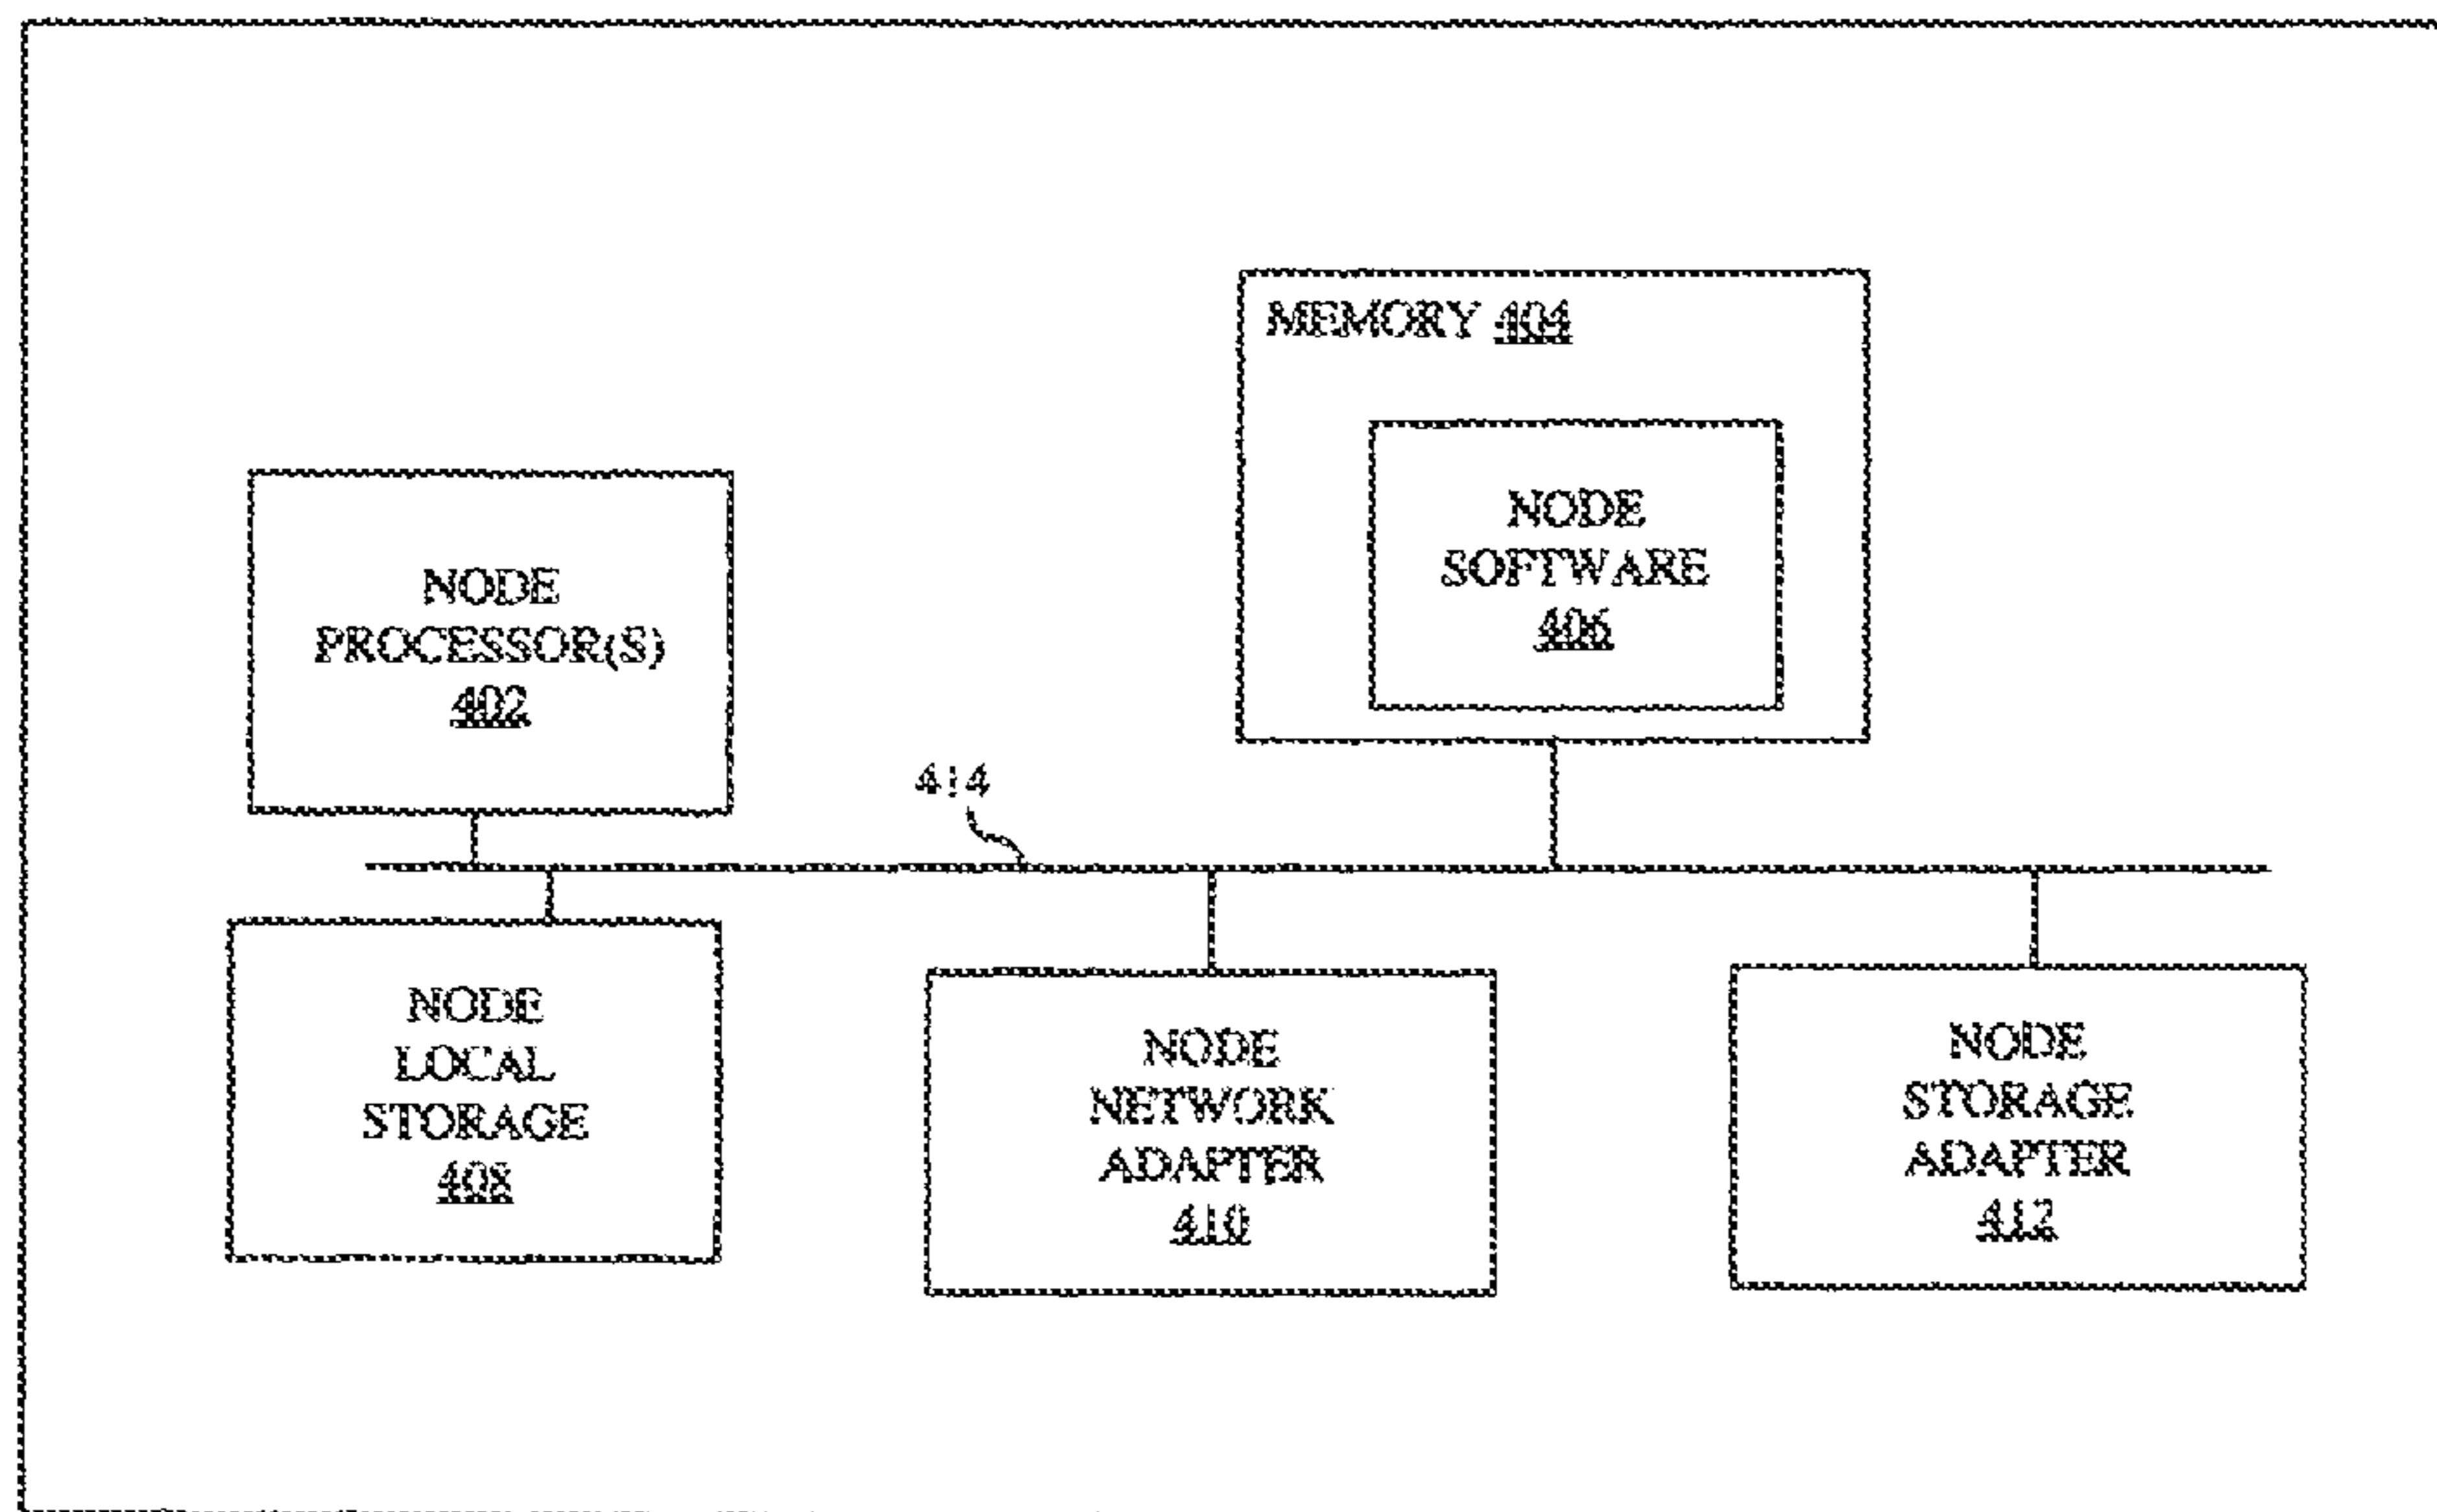 MEMORY 404
NODE
SOFTWARE
406
NODE
PROCESSOR(S)
402
414
NODE
LOCAL
STORAGE
408
NODE
NETWORK
ADAPTER
410
NODE
STORAGE
ADAPTER
412